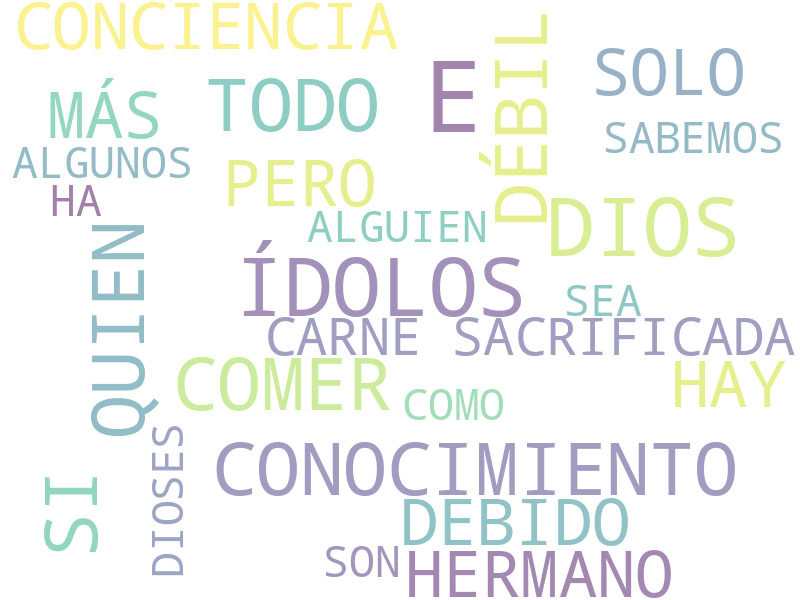 CONCIENCIA
MÁS
TODO
E
DÉBIL
SOLO
SABEMOS
ALGUNOS
HA
PERO
ALGUIEN
DIOS
QUIEN
ÍDOLOS
SEA
CARNE SACRIFICADA
COMER
COMO
HAY
DIOSES
CONOCIMIENTO
SI
DEBIDO
SON
HERMANO